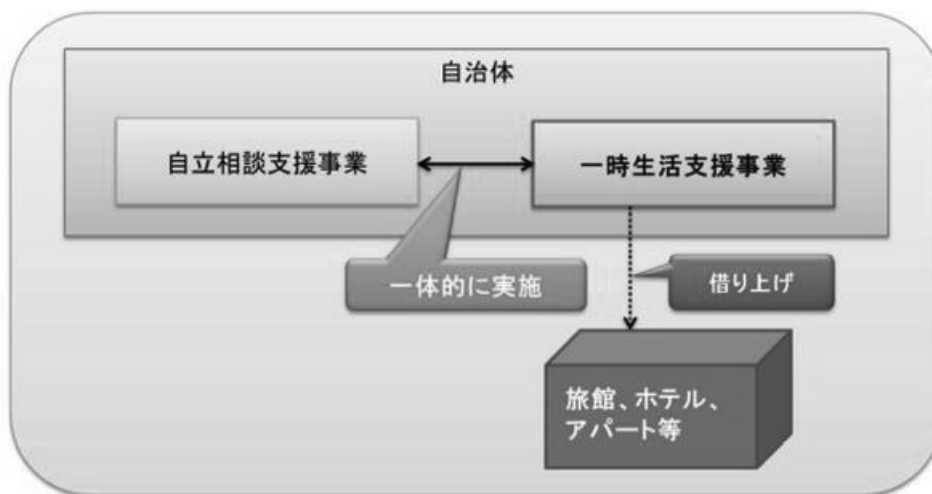 自治体
自立相談支援事業
一時生活支援事業
一体的に実施
借り上げ
旅館、ホテル、
アパート等